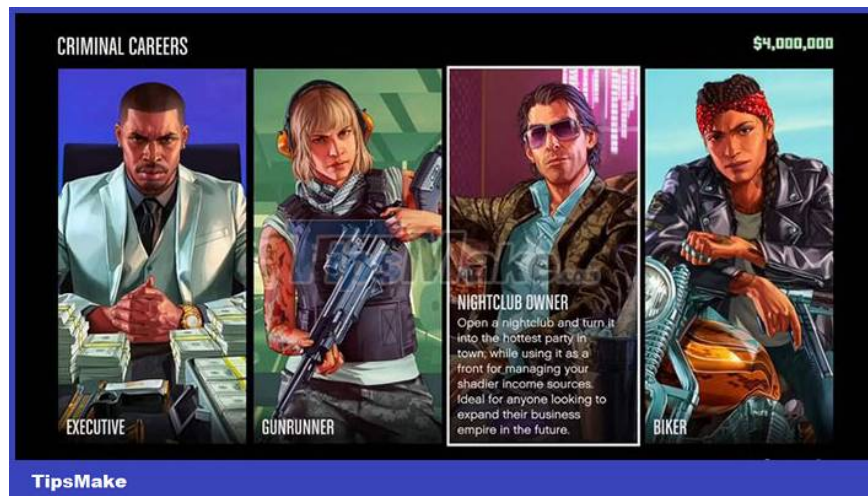 CRIMINAL CAREERS
$4,000,000
TipsMake...
NIGHTCLUB OWNER
Open a nightclub and turn it
into the hottest party in
town; while using it as a
front for managing your
shadier income sources.
Ideal for anyone looking to
expand their business
empire in the future.
EXECUTIVE
GUNRUNNER
BIKER
TipsMake